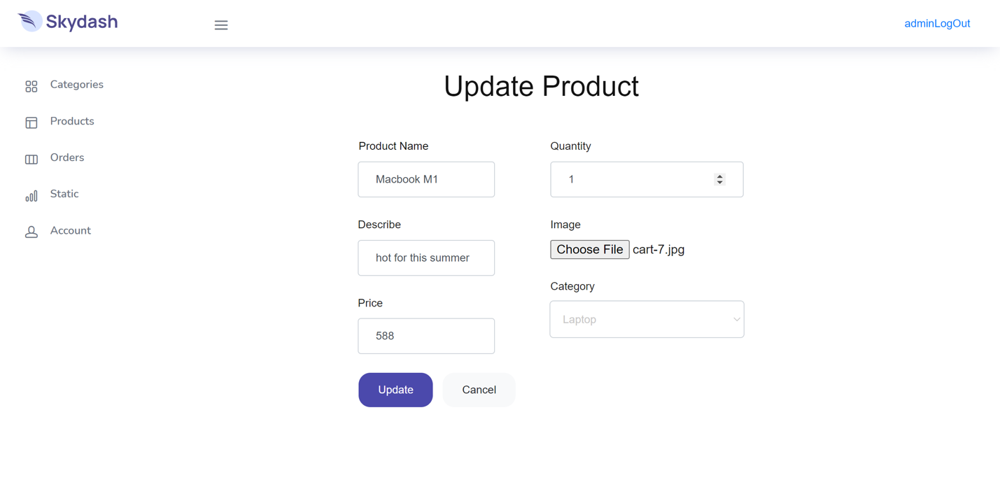 Skydash
adminLogOut
Categories
Products
Orders
Static
Account
Update Product
Product Name
Macbook M1
Describe
hot for this summer
Price
588
Quantity
1
Image
Choose File cart-7.jpg
Category
Laptop
Update
Cancel